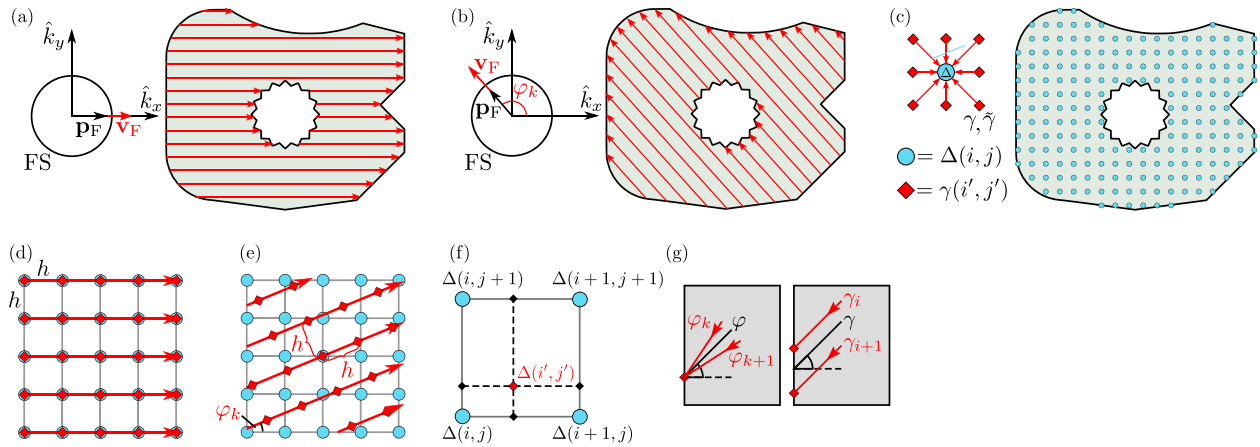 (a)
k̂_y
k̂_x
p_F
v_F
FS
(b)
k̂_y
v_F
φ_k
k̂_x
p_F
FS
(c)
Δ
γ, γ̃
= Δ(i, j)
= γ(i′, j′)
(d)
h
h
(e)
h
h
φ_k
(f)
Δ(i, j + 1)
Δ(i + 1, j + 1)
Δ(i′, j′)
Δ(i, j)
Δ(i + 1, j)
(g)
φ_k
φ
φ_{k+1}
γ_i
γ
γ_{i+1}